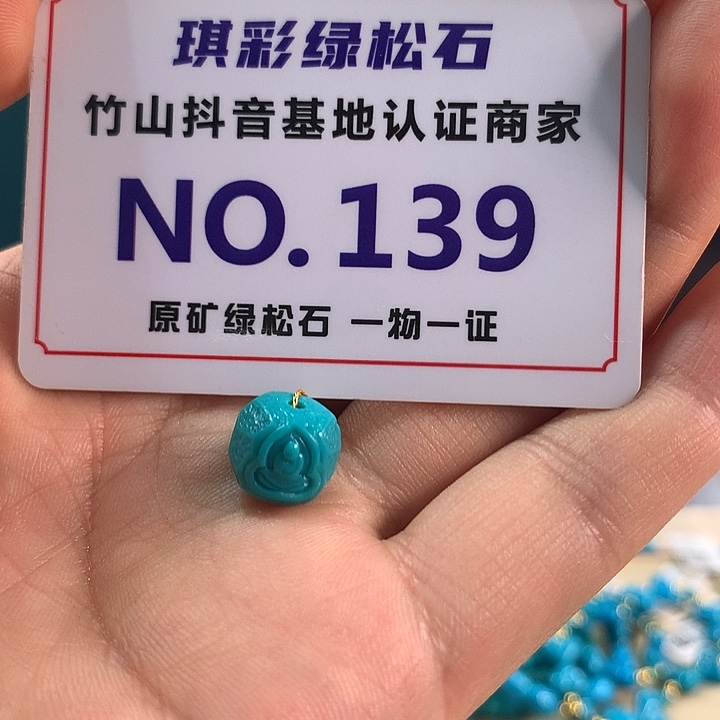 琪彩绿松石
竹山抖音基地认证商家
NO.139
原矿绿松石 一物一证